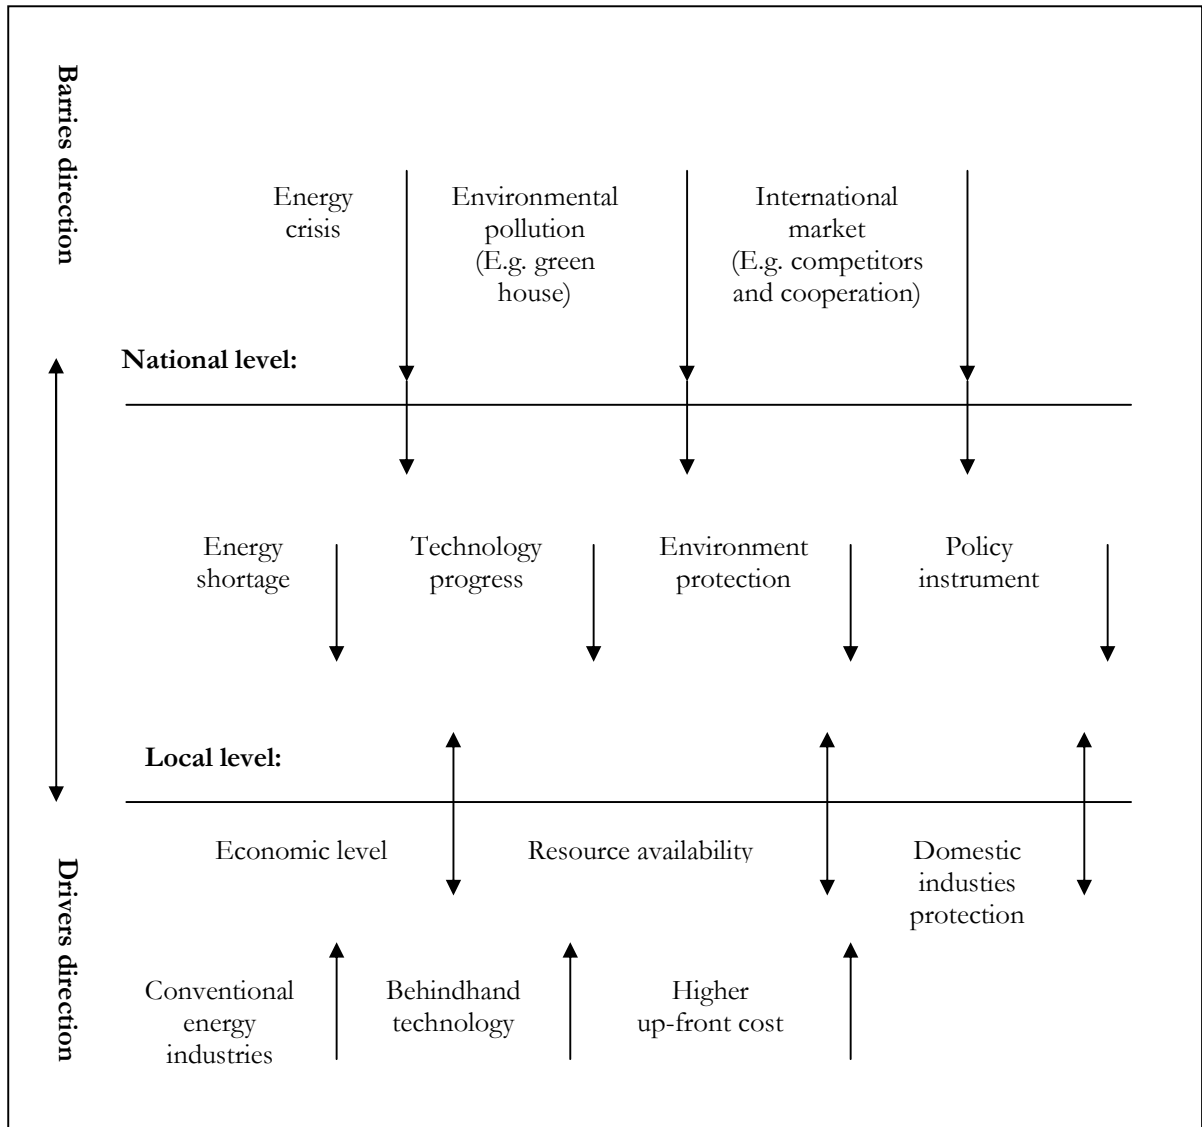 Barries direction
Energy
crisis
Environmental
pollution
(E.g. green
house)
International
market
(E.g. competitors
and cooperation)
National level:
Energy
shortage
Technology
progress
Environment
protection
Policy
instrument
Local level:
Economic level
Resource availability
Domestic
industies
protection
Drivers direction
Conventional
energy
industries
Behindhand
technology
Higher
up-front cost